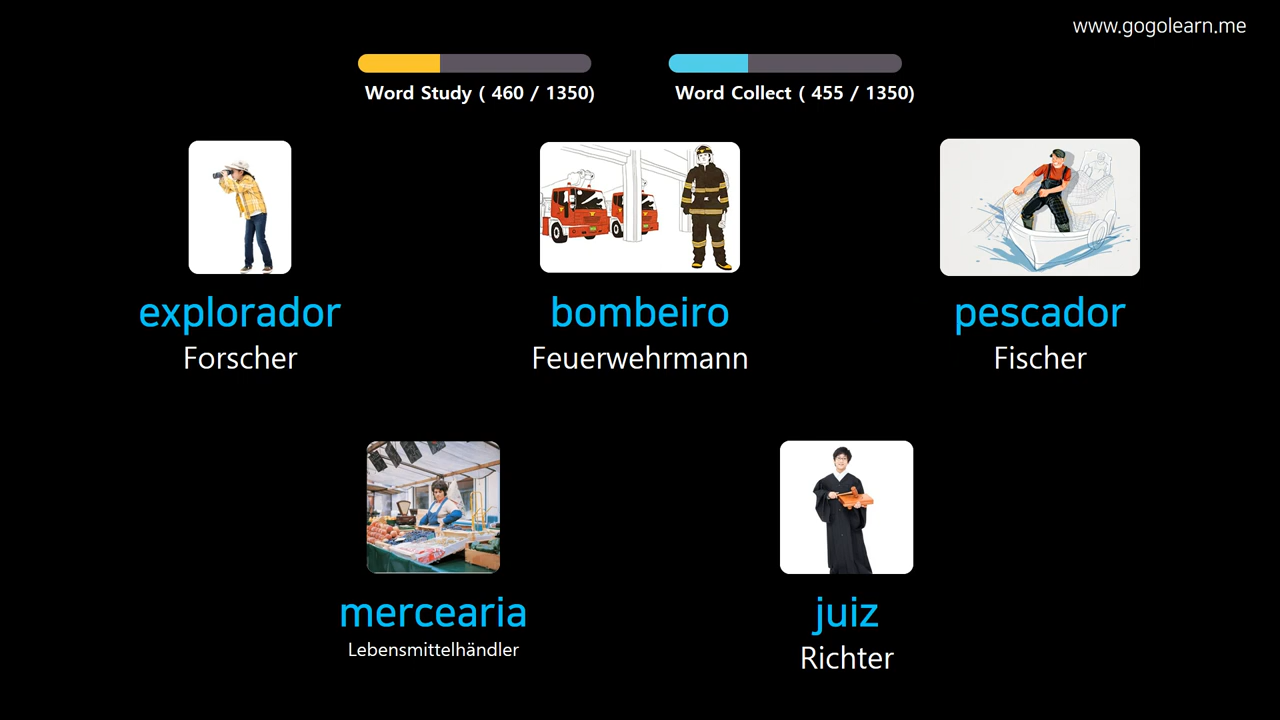 www.gogolearn.me
Word Study ( 460 / 1350)
Word Collect ( 455 / 1350)
explorador
Forscher
bombeiro
Feuerwehrmann
pescador
Fischer
mercearia
Lebensmittelhändler
juiz
Richter